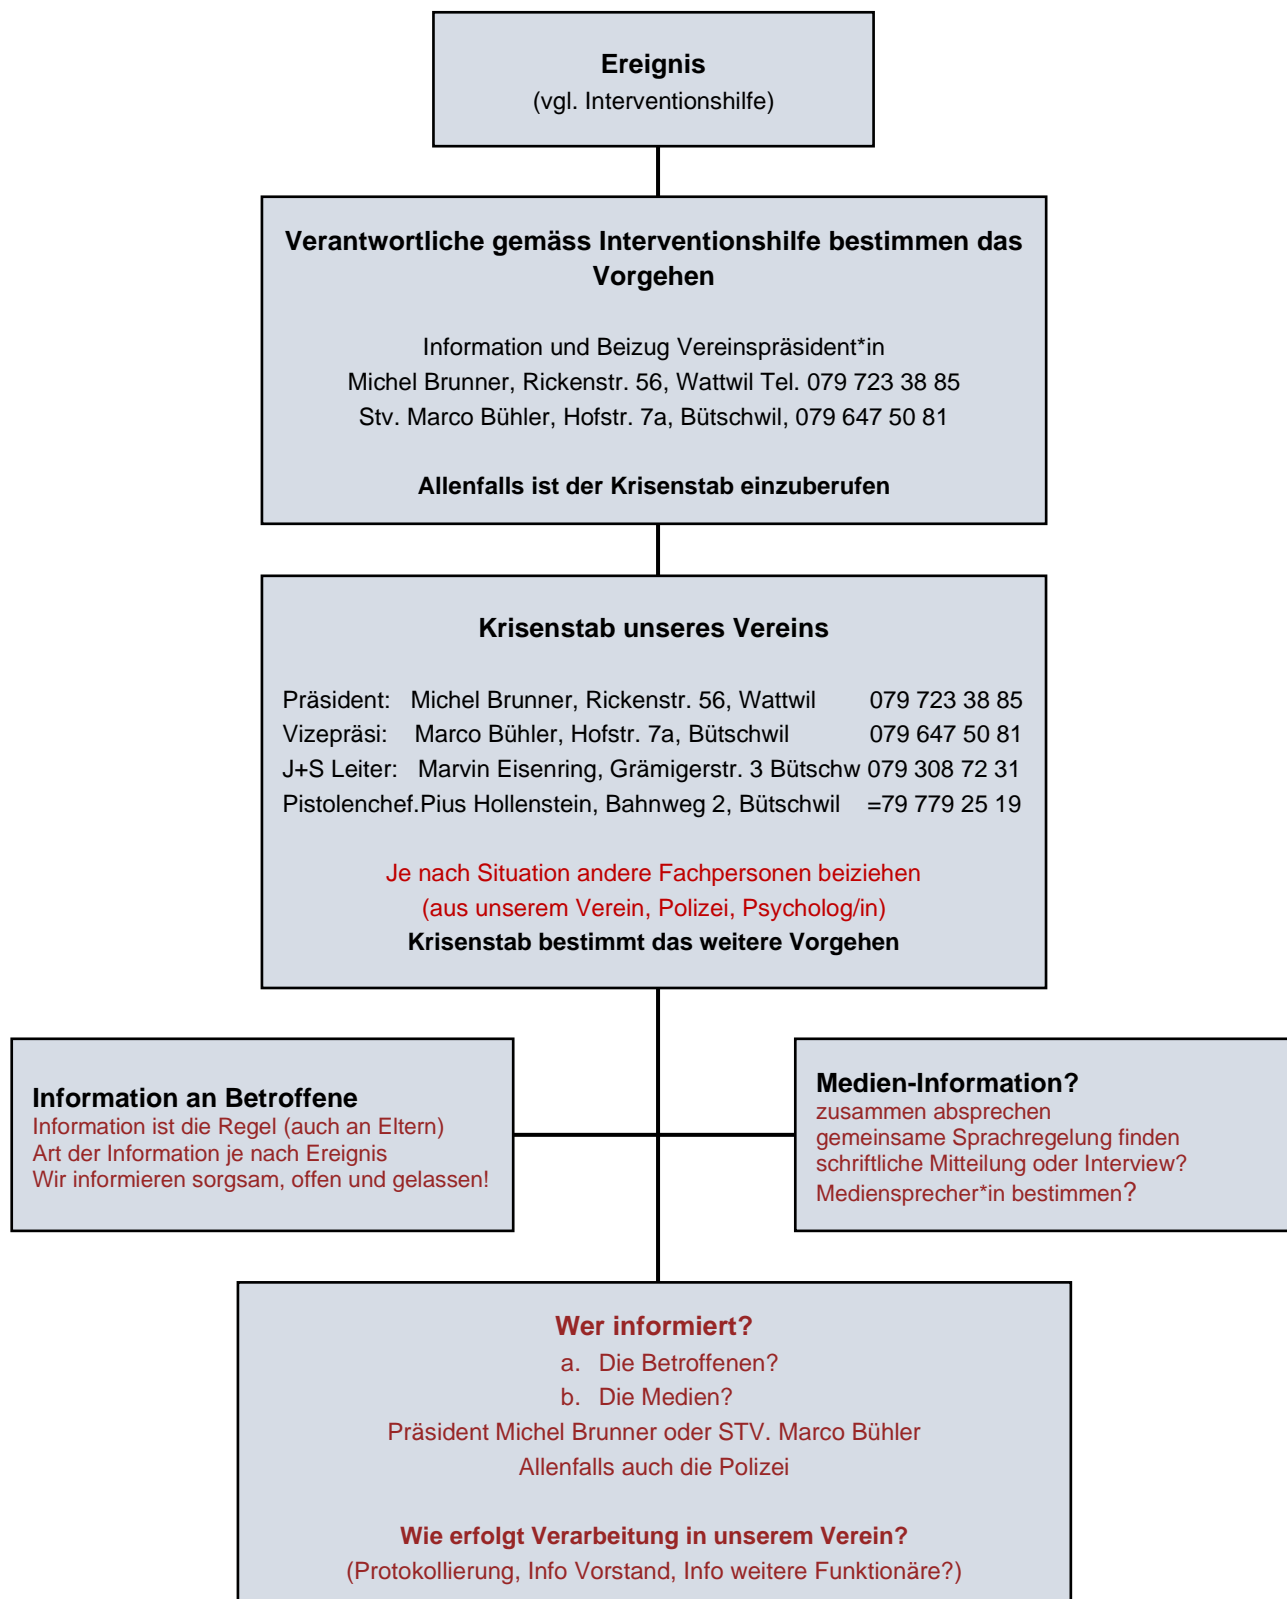 Ereignis
(vgl. Interventionshilfe)
Verantwortliche gemäss Interventionshilfe bestimmen das
Vorgehen
Information und Beizug Vereinspräsident*in
Michel Brunner, Rickenstr. 56, Wattwil Tel. 079 723 38 85
Stv. Marco Bühler, Hofstr. 7a, Bütschwil, 079 647 50 81
Allenfalls ist der Krisenstab einzuberufen
Krisenstab unseres Vereins
Präsident: Michel Brunner, Rickenstr. 56, Wattwil 079 723 38 85
Vizepräsi: Marco Bühler, Hofstr. 7a, Bütschwil 079 647 50 81
J+S Leiter: Marvin Eisenring, Grämigerstr. 3 Bütschw 079 308 72 31
Pistolenchef.Pius Hollenstein, Bahnweg 2, Bütschwil =79 779 25 19
Je nach Situation andere Fachpersonen beiziehen
(aus unserem Verein, Polizei, Psycholog/in)
Krisenstab bestimmt das weitere Vorgehen
Information an Betroffene
Information ist die Regel (auch an Eltern)
Art der Information je nach Ereignis
Wir informieren sorgsam, offen und gelassen!
Medien-Information?
zusammen absprechen
gemeinsame Sprachregelung finden
schriftliche Mitteilung oder Interview?
Mediensprecher*in bestimmen?
Wer informiert?
a. Die Betroffenen?
b. Die Medien?
Präsident Michel Brunner oder STV. Marco Bühler
Allenfalls auch die Polizei
Wie erfolgt Verarbeitung in unserem Verein?
(Protokollierung, Info Vorstand, Info weitere Funktionäre?)